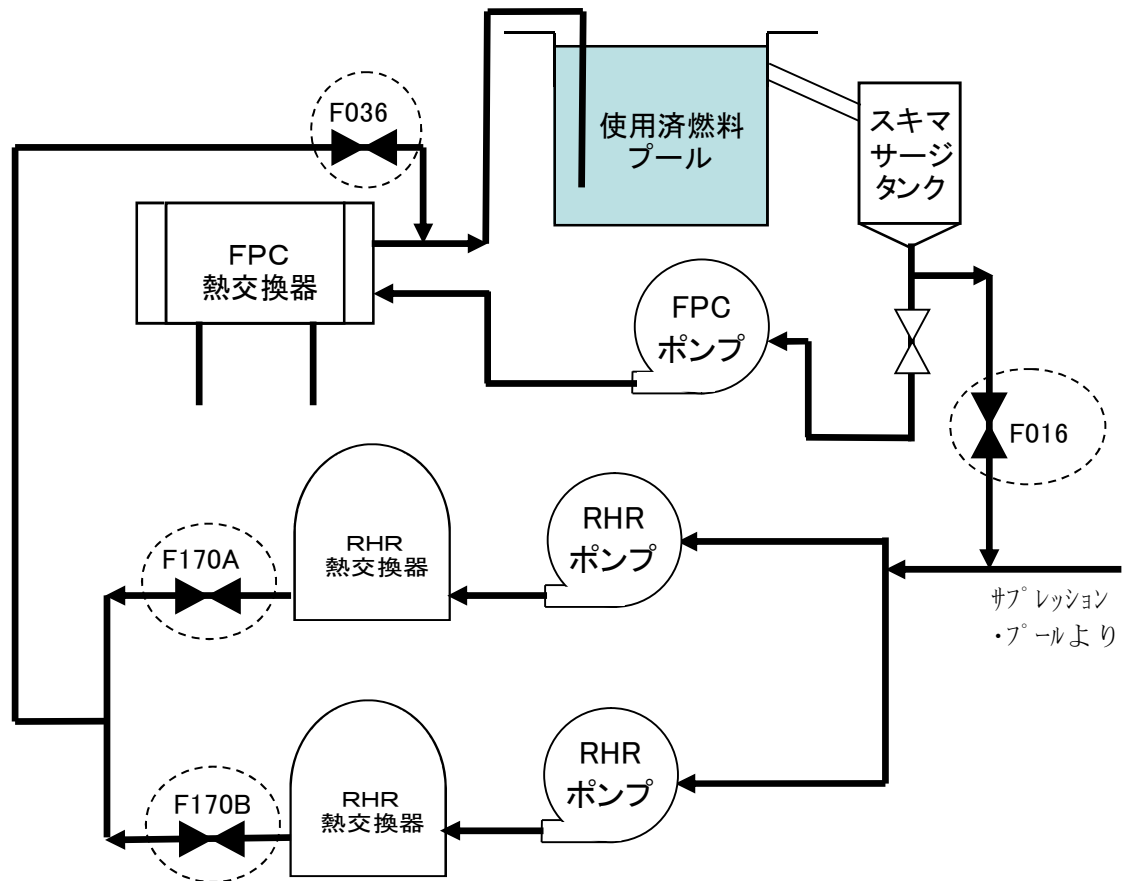 F036
使用済燃料
プール
スキマ
サージ
タンク
FPC
熱交換器
FPC
ポンプ
F016
F170A
RHR
熱交換器
RHR
ポンプ
サプレッション
・プールより
F170B
RHR
熱交換器
RHR
ポンプ